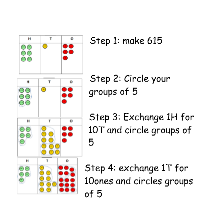 H T O
Step 1: make 615
H T O
Step 2: Circle your
groups of 5
H T O
Step 3: Exchange 1H for
10T and circle groups of
5
H T O
Step 4: exchange 1T for
10ones and circles groups
of 5